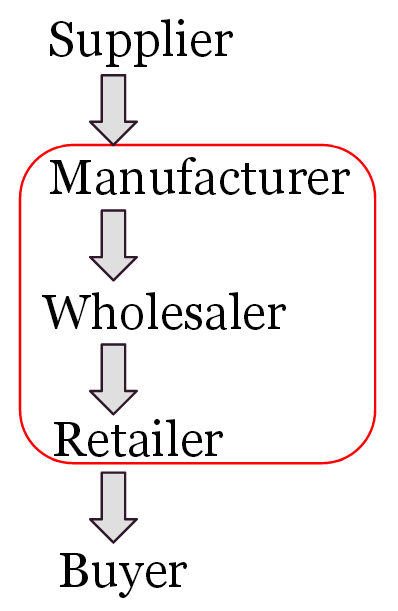 Supplier
Manufacturer
Wholesaler
Retailer
Buyer